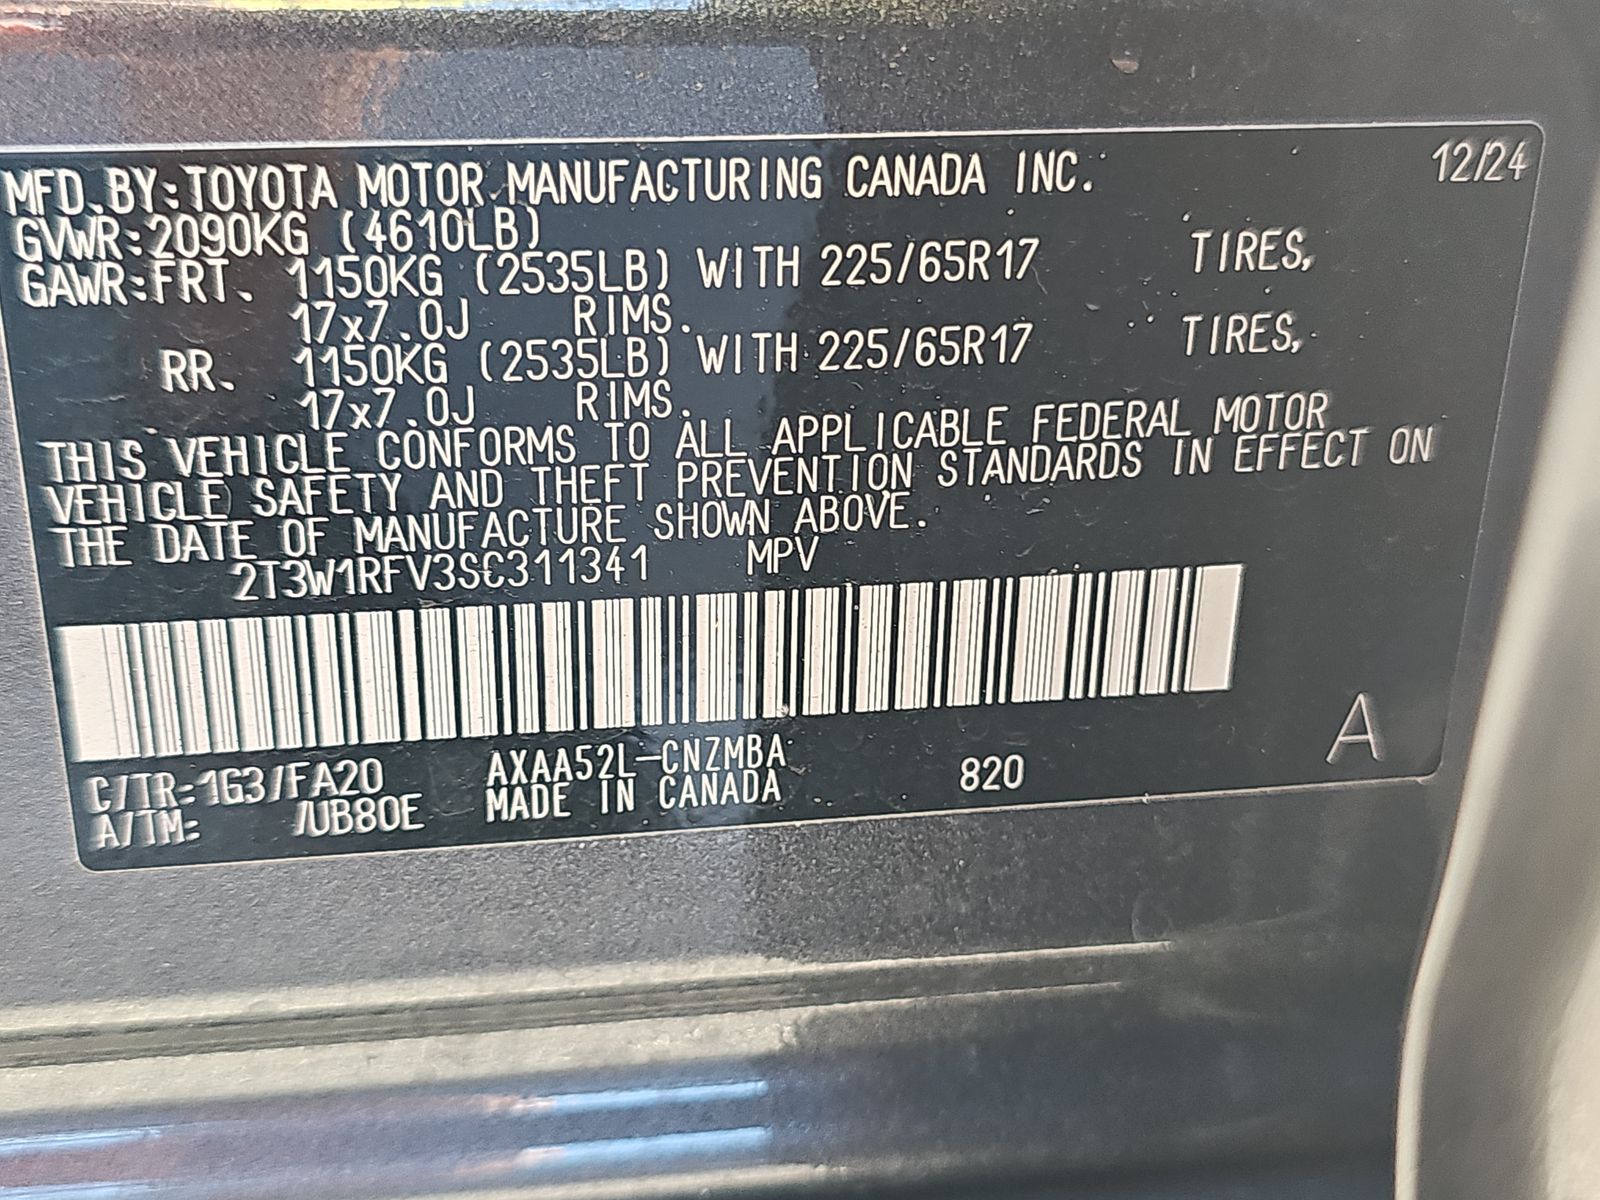 12/24
MFD. BY: TOYOTA MOTOR MANUFACTURING CANADA INC.
GVWR: 2090KG (4610LB)
GAWR: FRT. 1150KG (2535LB) WITH 225/65R17 TIRES,
17x7.0J RIMS.
RR. 1150KG (2535LB) WITH 225/65R17 TIRES,
17x7.0J RIMS.
THIS VEHICLE CONFORMS TO ALL APPLICABLE FEDERAL MOTOR
VEHICLE SAFETY AND THEFT PREVENTION STANDARDS IN EFFECT ON
THE DATE OF MANUFACTURE SHOWN ABOVE.
2T3W1RFV3SC311341 MPV
C/TR: 1G3/FA20 AXAA52L-CNZMBA 820 A
A/TM: /UB80E MADE IN CANADA